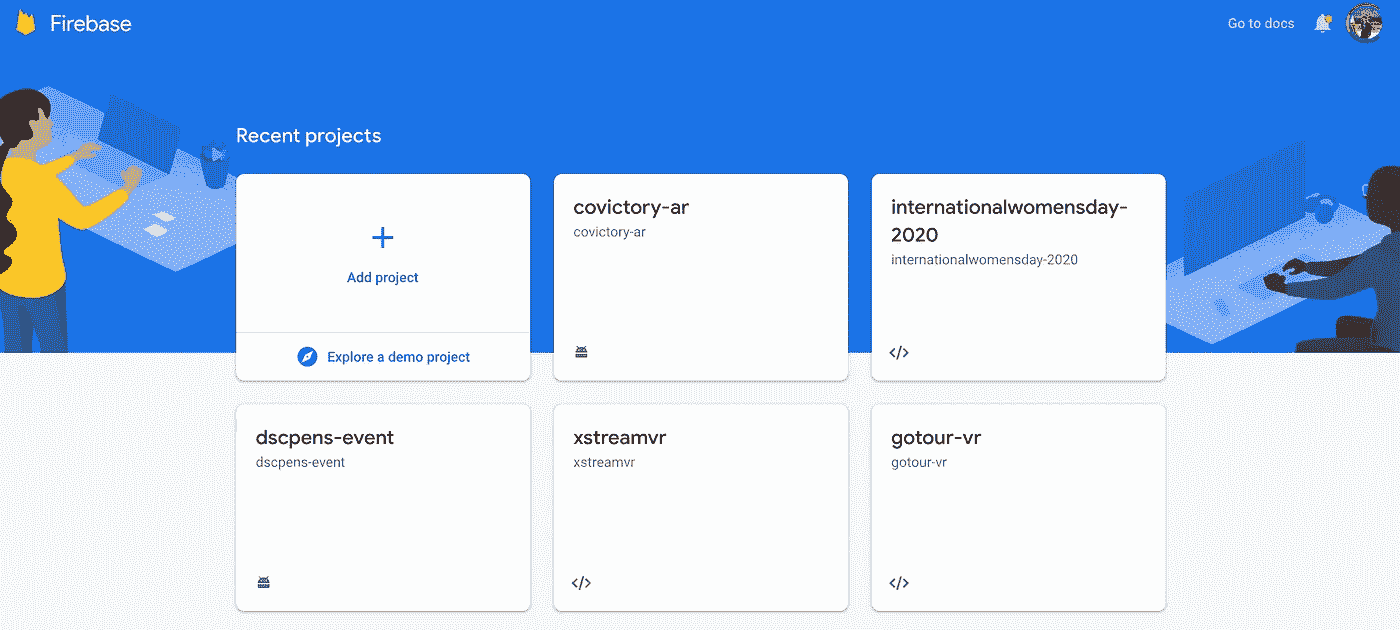 Firebase
Go to docs
Recent projects
Add project
Explore a demo project
covictory-ar
covictory-ar
internationalwomensday-
2020
internationalwomensday-2020
</>
dscpens-event
dscpens-event
xstreamvr
xstreamvr
</>
gotour-vr
gotour-vr
</>